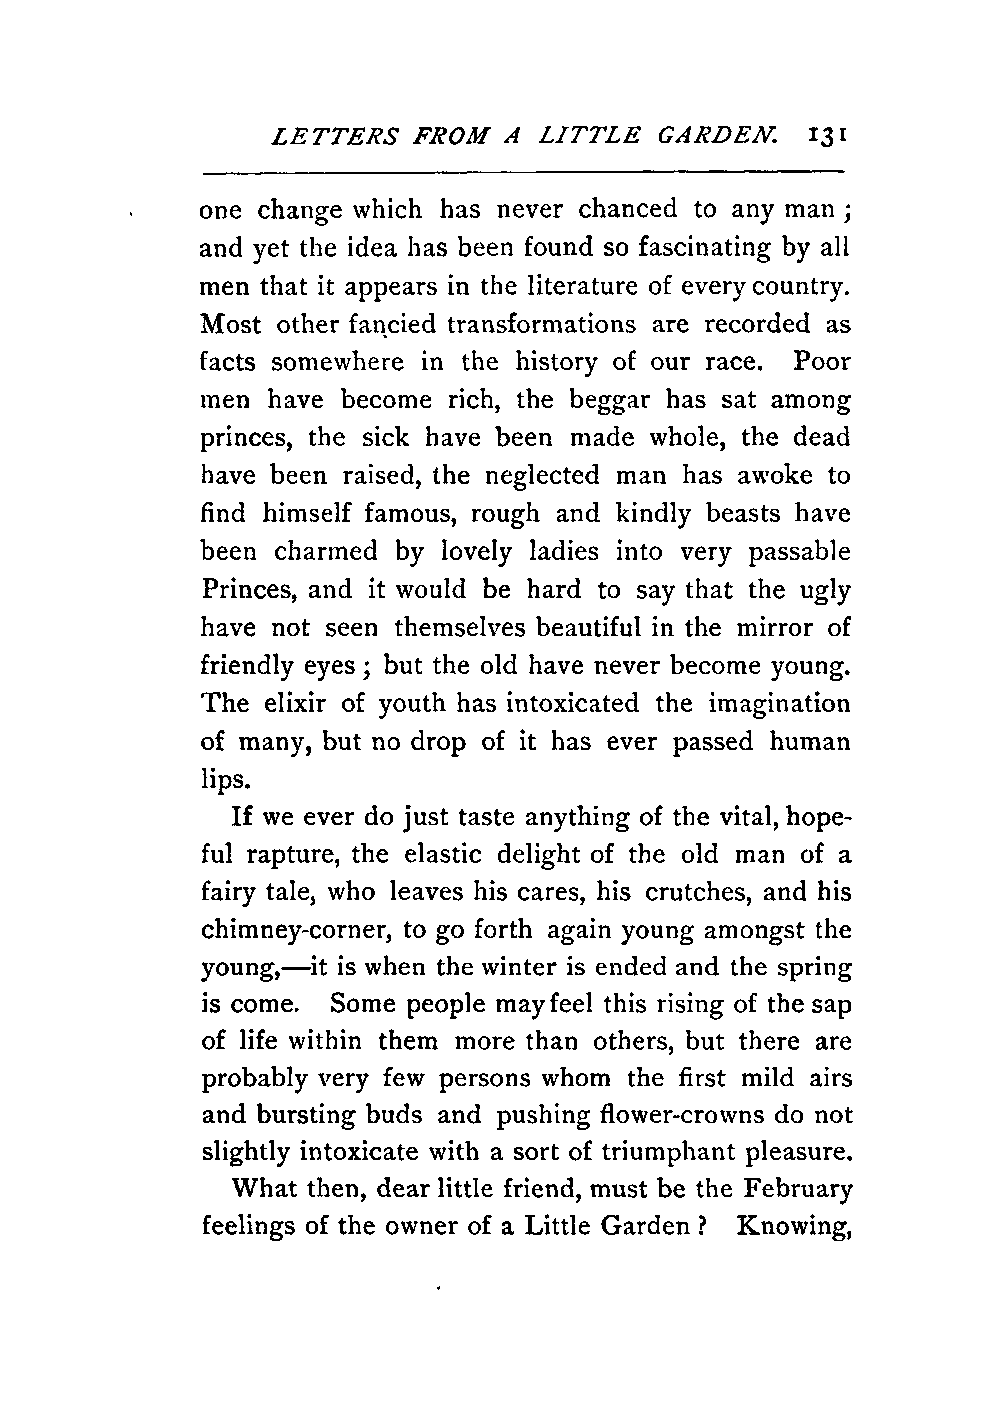 LETTERS FROM A LITTLE GARDEN. 131
one change which has never chanced to any man ;
and yet the idea has been found so fascinating by all
men that it appears in the literature of every country.
Most other fancied transformations are recorded as
facts somewhere in the history of our race. Poor
men have become rich, the beggar has sat among
princes, the sick have been made whole, the dead
have been raised, the neglected man has awoke to
find himself famous, rough and kindly beasts have
been charmed by lovely ladies into very passable
Princes, and it would be hard to say that the ugly
have not seen themselves beautiful in the mirror of
friendly eyes ; but the old have never become young.
The elixir of youth has intoxicated the imagination
of many, but no drop of it has ever passed human
lips.
If we ever do just taste anything of the vital, hope-
ful rapture, the elastic delight of the old man of a
fairy tale, who leaves his cares, his crutches, and his
chimney-corner, to go forth again young amongst the
young,—it is when the winter is ended and the spring
is come. Some people may feel this rising of the sap
of life within them more than others, but there are
probably very few persons whom the first mild airs
and bursting buds and pushing flower-crowns do not
slightly intoxicate with a sort of triumphant pleasure.
What then, dear little friend, must be the February
feelings of the owner of a Little Garden ? Knowing,